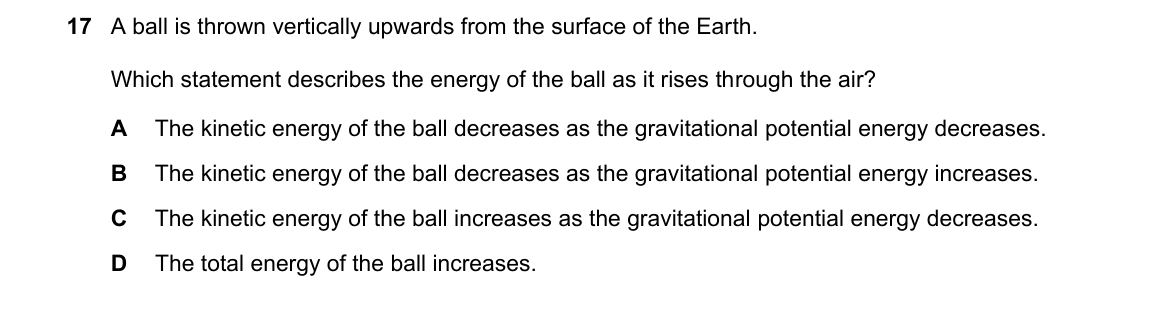 17 A ball is thrown vertically upwards from the surface of the Earth.
Which statement describes the energy of the ball as it rises through the air?
A The kinetic energy of the ball decreases as the gravitational potential energy decreases.
B The kinetic energy of the ball decreases as the gravitational potential energy increases.
C The kinetic energy of the ball increases as the gravitational potential energy decreases.
D The total energy of the ball increases.